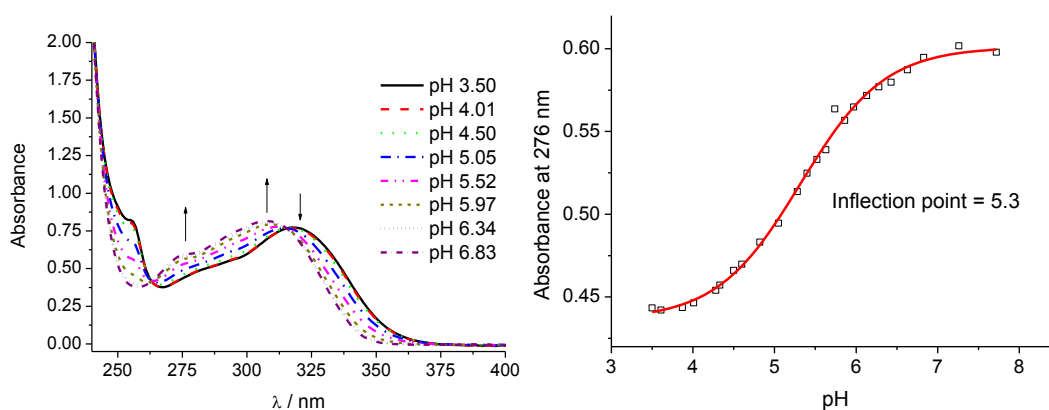 2.00
1.75
1.50
1.25
1.00
0.75
0.50
0.25
0.00
Absorbance
250 275 300 325 350 375 400
λ / nm
pH 3.50
pH 4.01
pH 4.50
pH 5.05
pH 5.52
pH 5.97
pH 6.34
pH 6.83
0.60
0.55
0.50
0.45
Absorbance at 276 nm
Inflection point = 5.3
3 4 5 6 7 8
pH